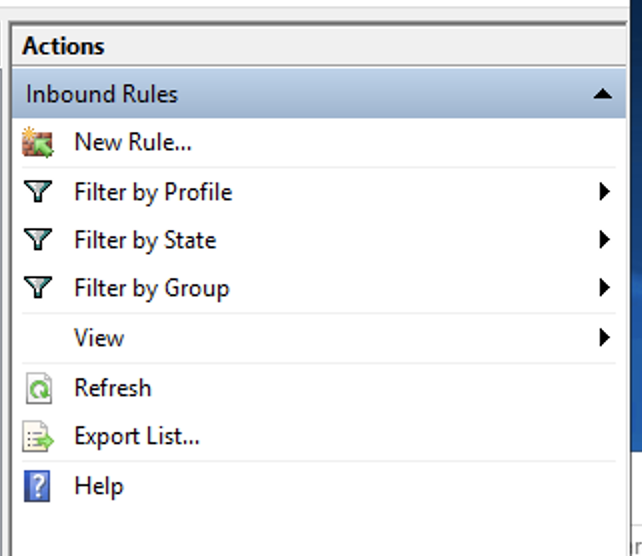 Actions
Inbound Rules
New Rule...
Filter by Profile
Filter by State
Filter by Group
View
Refresh
Export List...
Help